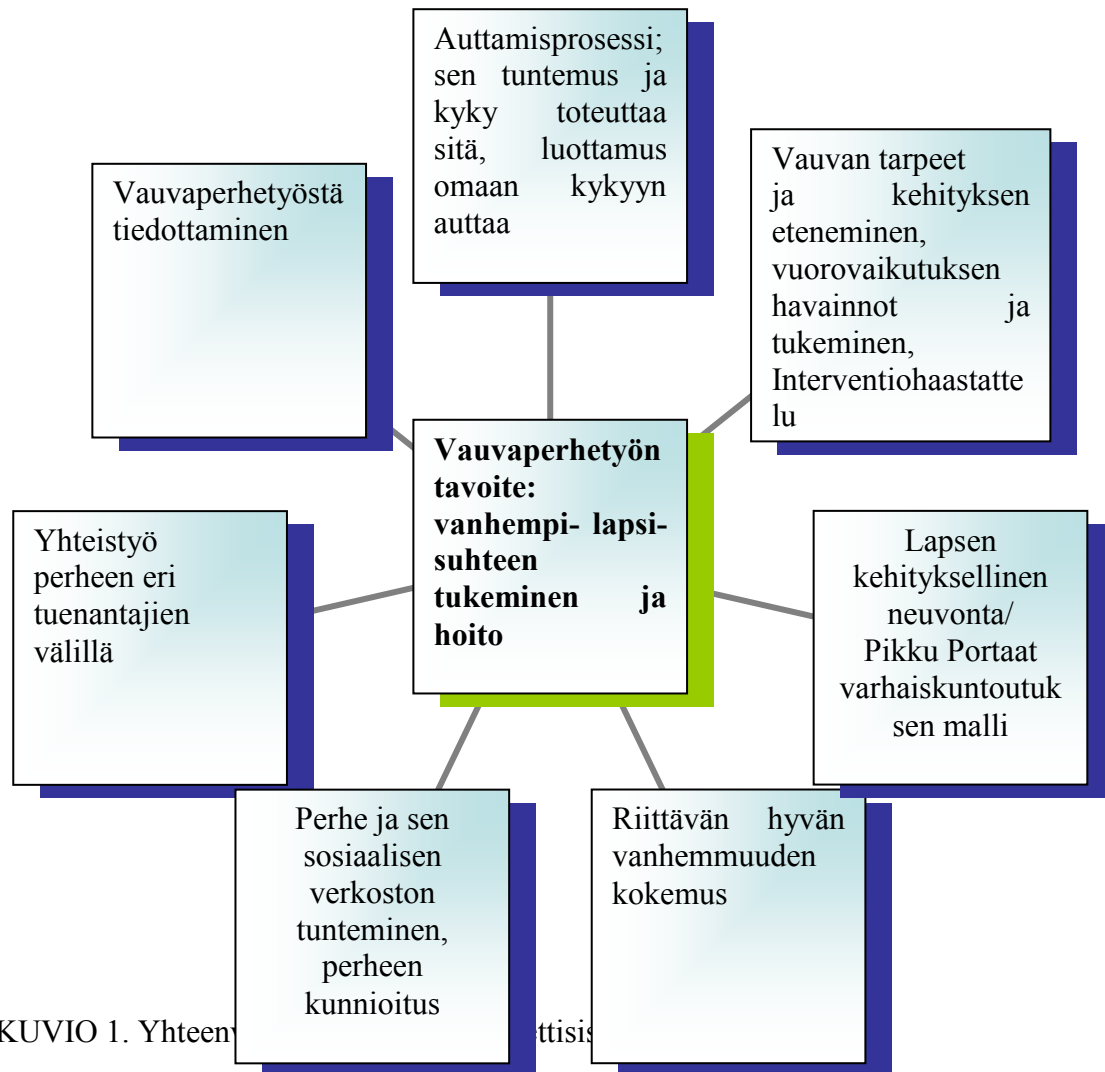 Auttamisprosessi;
sen tuntemus ja
kyky toteuttaa
sitä, luottamus
omaan kykyyn
auttaa
Vauvan tarpeet
ja kehityksen
eteneminen,
vuorovaikutuksen
havainnot ja
tukeminen,
Interventiohaastatte
lu
Vauvaperhetyöstä
tiedottaminen
Vauvaperhetyön
tavoite:
vanhempi- lapsi-
suhteen
tukeminen ja
hoito
Yhteistyö
perheen eri
tuenantajien
välillä
Lapsen
kehityksellinen
neuvonta/
Pikku Portaat
varhaiskuntoutuk
sen malli
Perhe ja sen
sosiaalisen
verkoston
tunteminen,
perheen
kunnioitus
Riittävän hyvän
vanhemmuuden
kokemus
KUVIO 1.